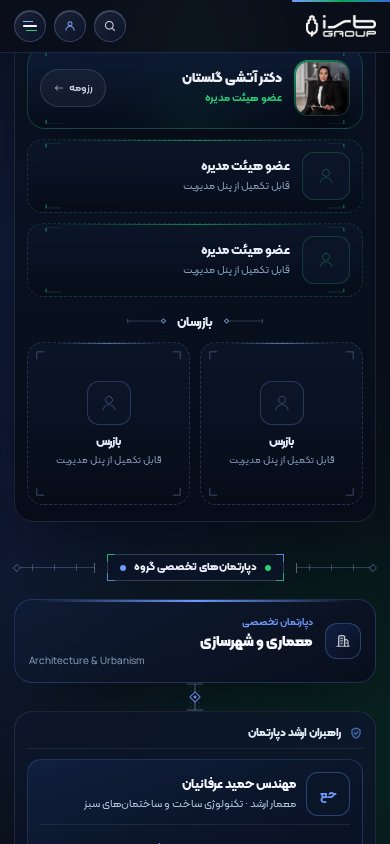 irsb
GROUP
دکتر آتشی گلستان
عضو هیئت مدیره
رزومه ←
عضو هیئت مدیره
قابل تکمیل از پنل مدیریت
عضو هیئت مدیره
قابل تکمیل از پنل مدیریت
بازرسان
بازرس
قابل تکمیل از پنل مدیریت
بازرس
قابل تکمیل از پنل مدیریت
دپارتمان‌های تخصصی گروه
دپارتمان تخصصی
معماری و شهرسازی
Architecture & Urbanism
راهبران ارشد دپارتمان
حع
مهندس حمید عرفانیان
معمار ارشد · تکنولوژی ساخت و ساختمان‌های سبز